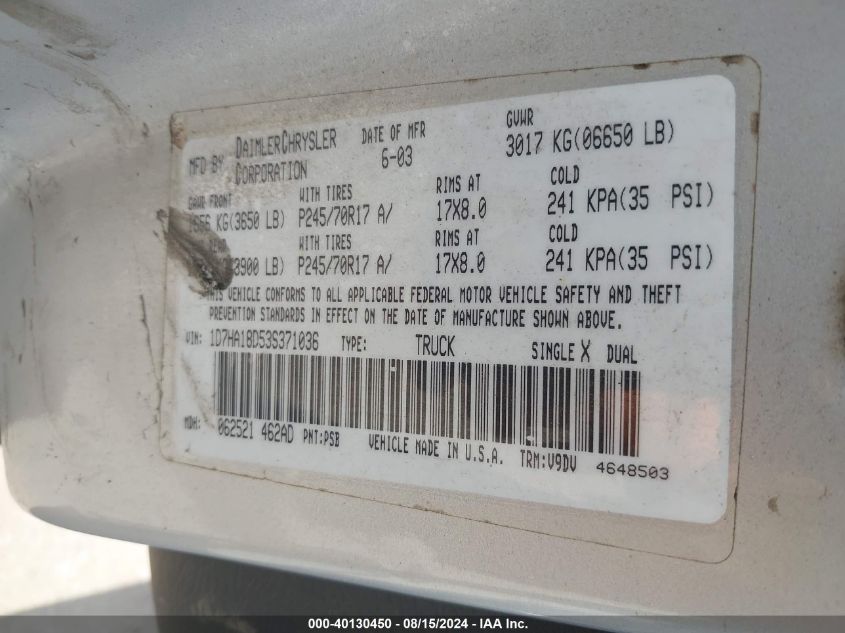 MFD BY DAIMLERCHRYSLER CORPORATION DATE OF MFR 6-03 GVWR 3017 KG(06650 LB)
GAWR FRONT WITH TIRES RIMS AT COLD
KG(3650 LB) P245/70R17 A/ 17X8.0 241 KPA(35 PSI)
WITH TIRES RIMS AT COLD
3900 LB) P245/70R17 A/ 17X8.0 241 KPA(35 PSI)
THIS VEHICLE CONFORMS TO ALL APPLICABLE FEDERAL MOTOR VEHICLE SAFETY AND THEFT
PREVENTION STANDARDS IN EFFECT ON THE DATE OF MANUFACTURE SHOWN ABOVE.
VIN: 1D7HA18D53S371036 TYPE: TRUCK SINGLE X DUAL
MDH: 062521 462AD PNT:PSB VEHICLE MADE IN U.S.A. TRM:V9DV 4648503
000-40130450 - 08/15/2024 - IAA Inc.